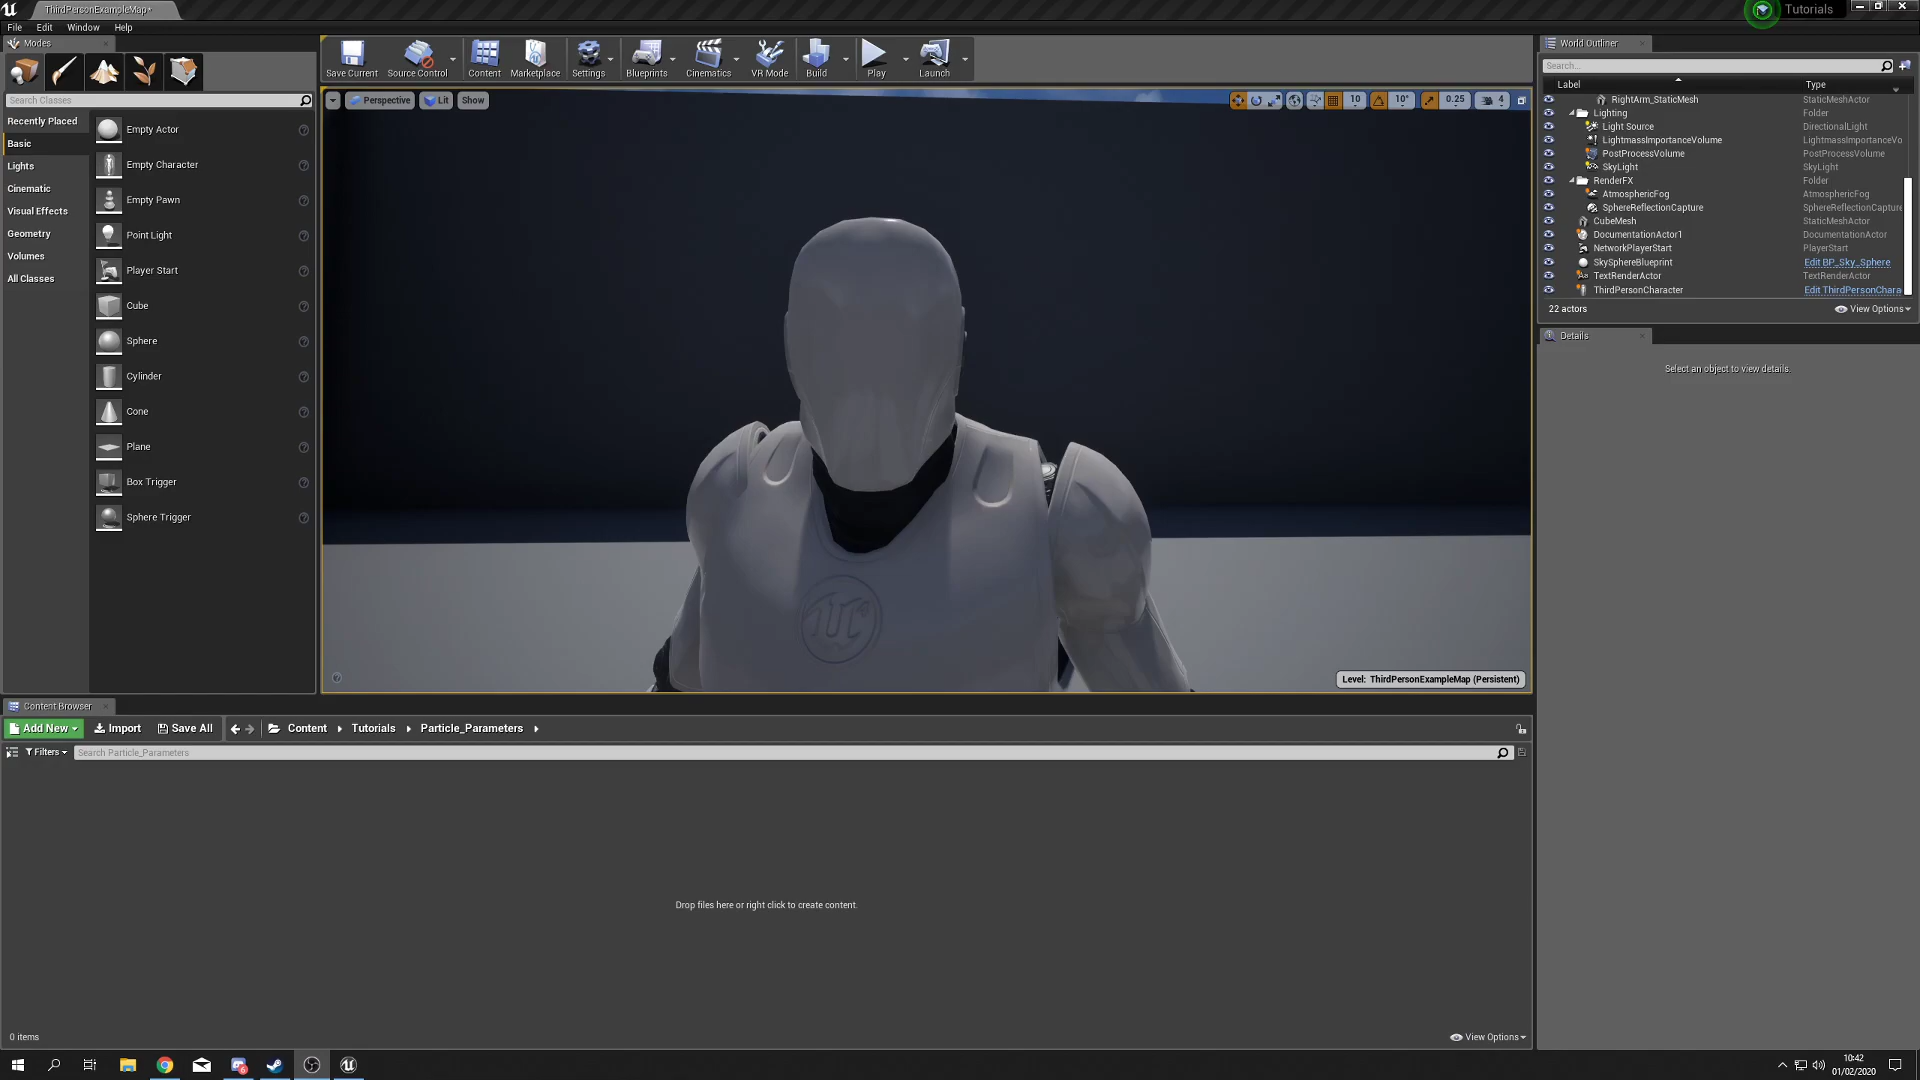 ThirdPersonExampleMap*
Tutorials
File Edit Window Help
Modes
Search Classes
Recently Placed
Basic
Lights
Cinematic
Visual Effects
Geometry
Volumes
All Classes
Empty Actor
Empty Character
Empty Pawn
Point Light
Player Start
Cube
Sphere
Cylinder
Cone
Plane
Box Trigger
Sphere Trigger
Save Current Source Control Content Marketplace Settings Blueprints Cinematics VR Mode Build Play Launch
Perspective Lit Show
10 10° 0.25 4
Level: ThirdPersonExampleMap (Persistent)
World Outliner
Search...
Label Type
RightArm_StaticMesh StaticMeshActor
Lighting Folder
Light Source DirectionalLight
LightmassImportanceVolume LightmassImportanceVo
PostProcessVolume PostProcessVolume
SkyLight SkyLight
RenderFX Folder
AtmosphericFog AtmosphericFog
SphereReflectionCapture SphereReflectionCapture
CubeMesh StaticMeshActor
DocumentationActor1 DocumentationActor
NetworkPlayerStart PlayerStart
SkySphereBlueprint Edit BP_Sky_Sphere
TextRenderActor TextRenderActor
ThirdPersonCharacter Edit ThirdPersonChara
22 actors View Options
Details
Select an object to view details.
Content Browser
Add New Import Save All Content Tutorials Particle_Parameters
Filters Search Particle_Parameters
Drop files here or right click to create content.
0 items View Options
10:42
01/02/2020